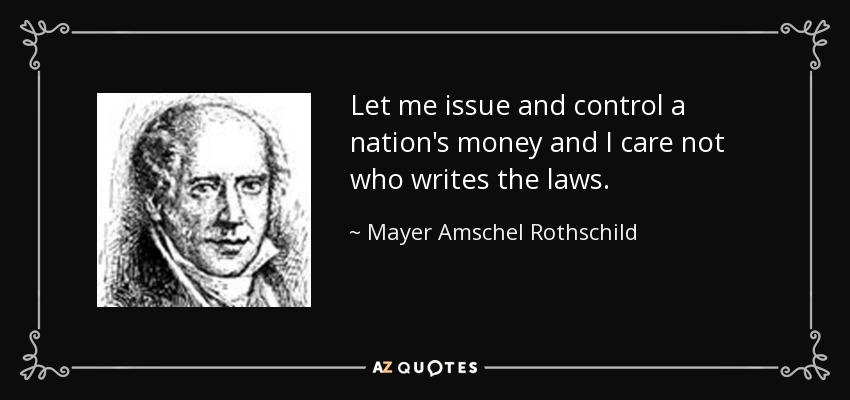 Let me issue and control a
nation's money and I care not
who writes the laws.
~ Mayer Amschel Rothschild
AZ QUOTES